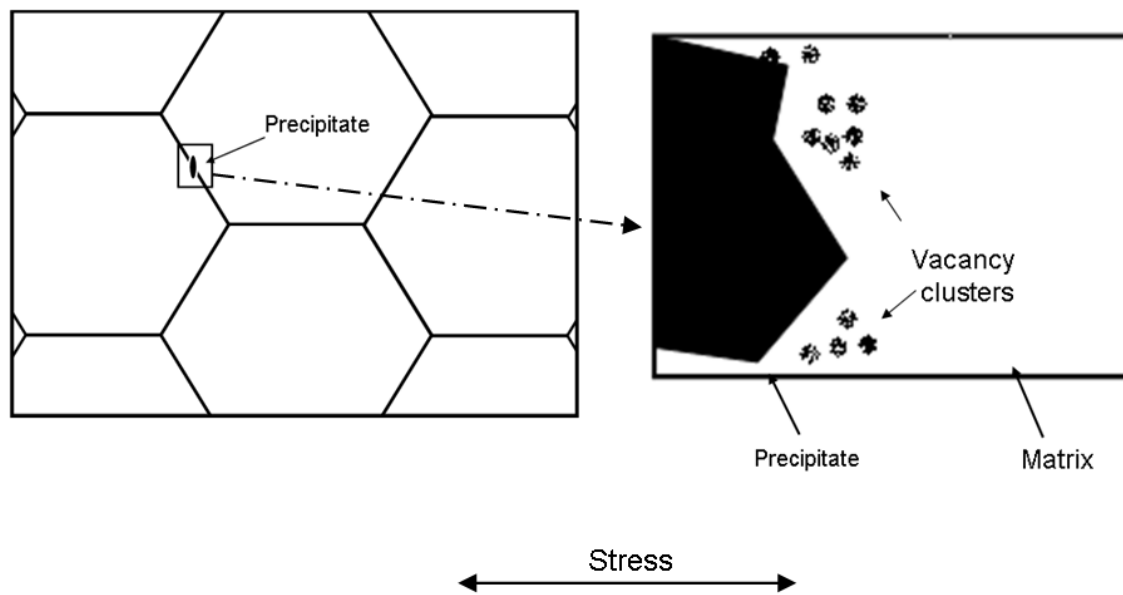 Precipitate
Vacancy
clusters
Precipitate
Matrix
Stress